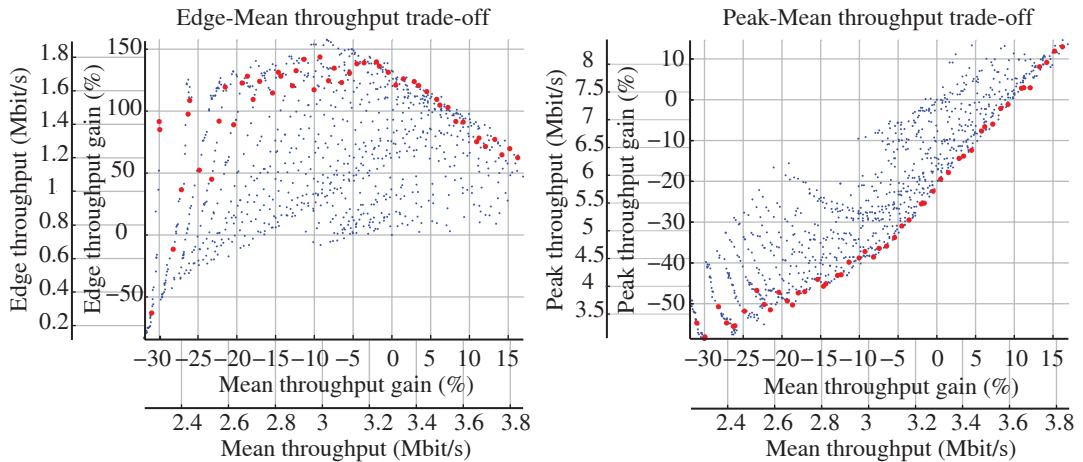 Edge-Mean throughput trade-off
Edge throughput (Mbit/s)
1.8
1.6
1.4
1.2
1
0.8
0.6
0.4
0.2
Edge throughput gain (%)
150
100
50
0
−50
−30 −25 −20 −15 −10 −5 0 5 10 15
Mean throughput gain (%)
2.4 2.6 2.8 3 3.2 3.4 3.6 3.8
Mean throughput (Mbit/s)
Peak-Mean throughput trade-off
Peak throughput (Mbit/s)
8
7.5
7
6.5
6
5.5
5
4.5
4
3.5
Peak throughput gain (%)
10
0
−10
−20
−30
−40
−50
−30 −25 −20 −15 −10 −5 0 5 10 15
Mean throughput gain (%)
2.4 2.6 2.8 3 3.2 3.4 3.6 3.8
Mean throughput (Mbit/s)